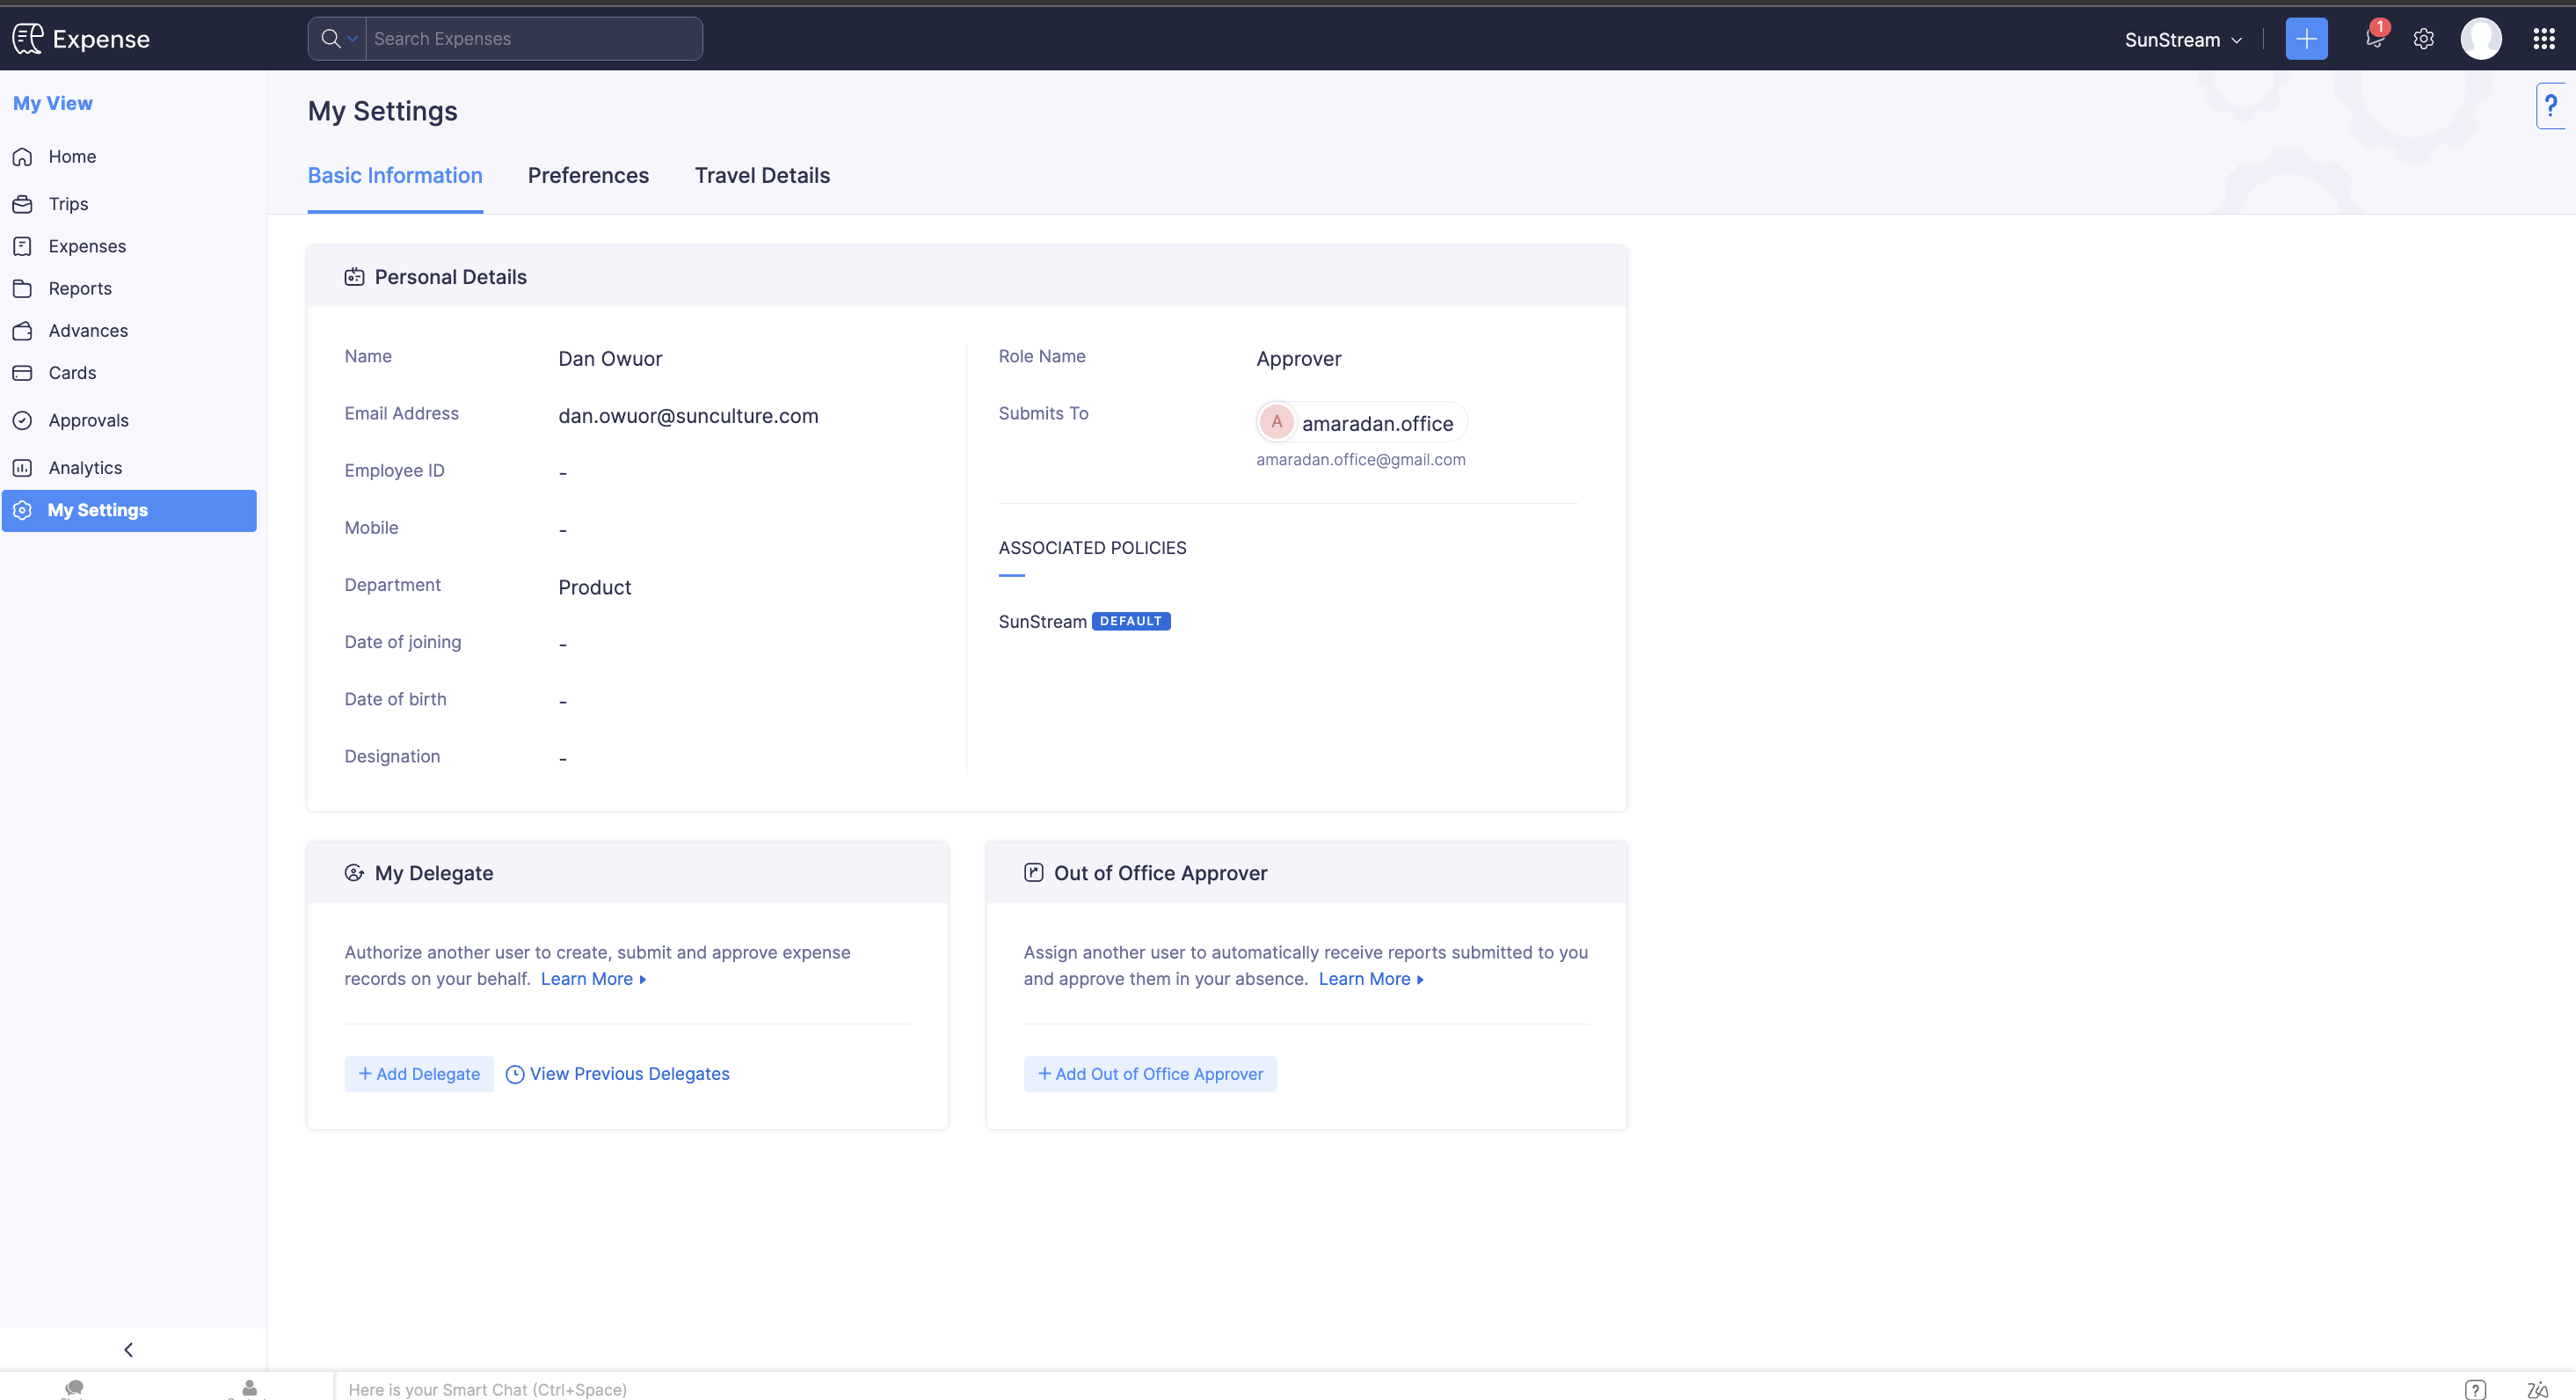 Expense
Search Expenses
SunStream
1
My View
Home
Trips
Expenses
Reports
Advances
Cards
Approvals
Analytics
My Settings
My Settings
?
Basic Information
Preferences
Travel Details
Personal Details
Name
Dan Owuor
Email Address
dan.owuor@sunculture.com
Employee ID
-
Mobile
-
Department
Product
Date of joining
-
Date of birth
-
Designation
-
Role Name
Approver
Submits To
A
amaradan.office
amaradan.office@gmail.com
ASSOCIATED POLICIES
SunStream DEFAULT
My Delegate
Authorize another user to create, submit and approve expense
records on your behalf. Learn More
+ Add Delegate
View Previous Delegates
Out of Office Approver
Assign another user to automatically receive reports submitted to you
and approve them in your absence. Learn More
+ Add Out of Office Approver
Here is your Smart Chat (Ctrl+Space)
?